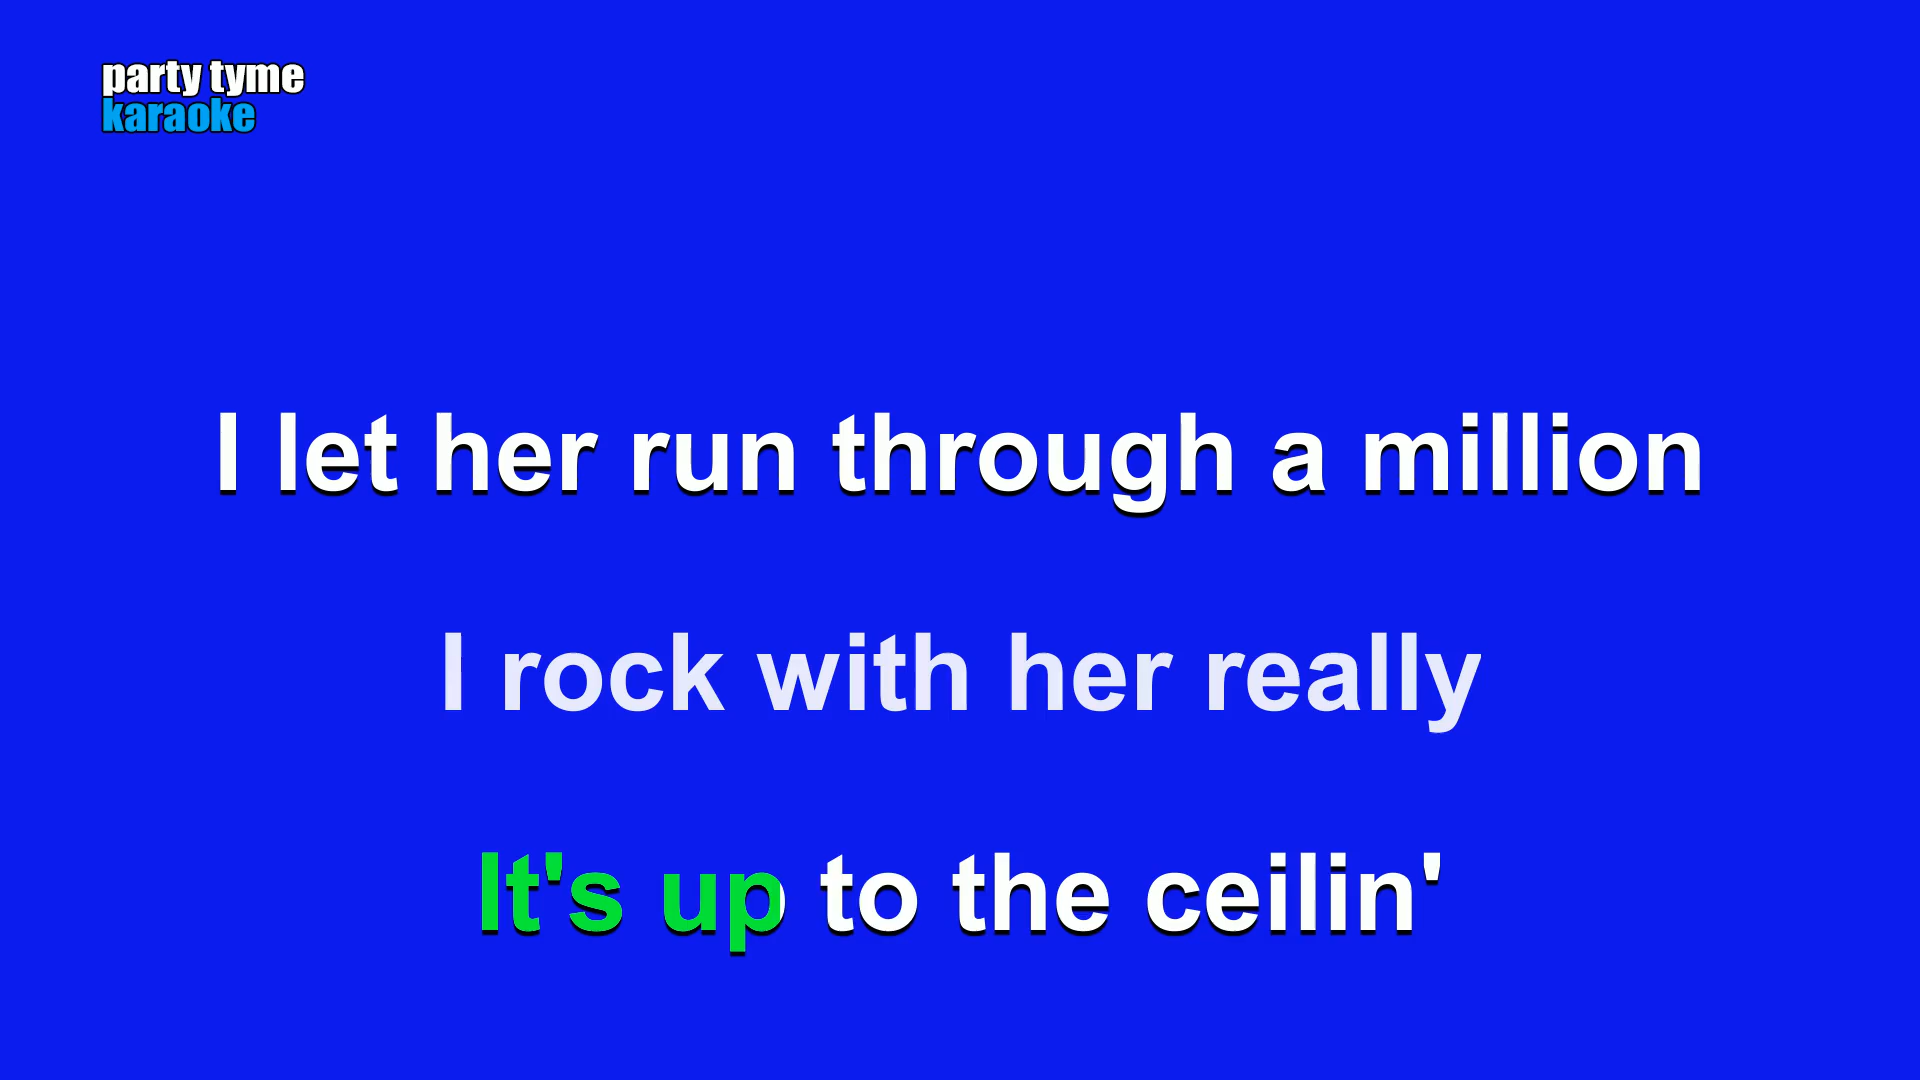 party tyme
karaoke
I let her run through a million
I rock with her really
It's up to the ceilin'